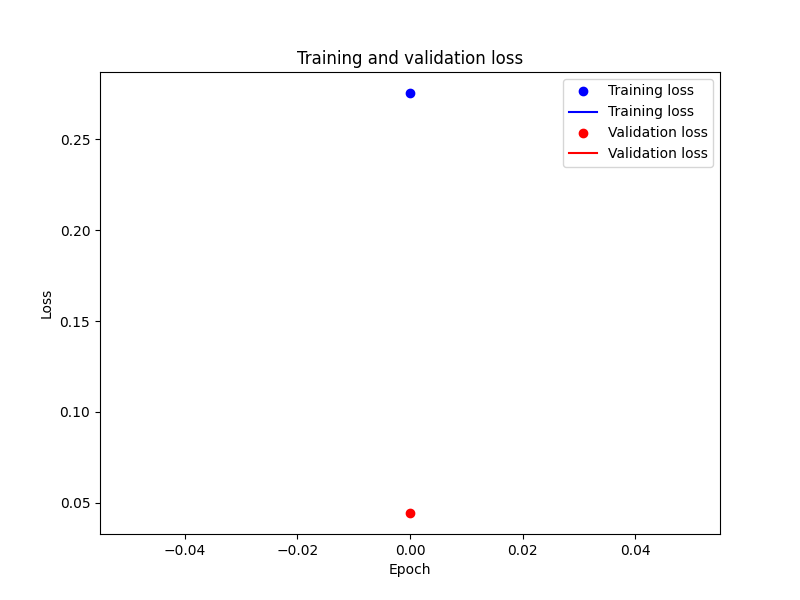 Training and validation loss
Training loss
Training loss
Validation loss
Validation loss
0.25
0.20
0.15
0.10
0.05
Loss
−0.04
−0.02
0.00
0.02
0.04
Epoch